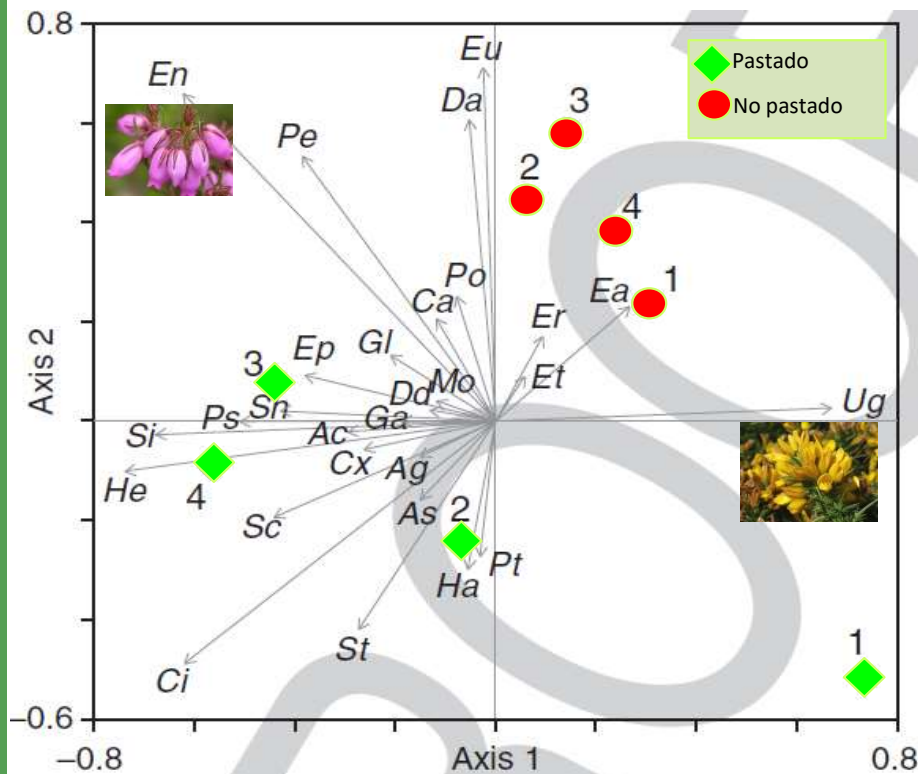 0.8
Eu
En
Da
Pe
3
2
4
Po
Ca
Ea
1
Er
Gl
3
Ep
Mo
Et
Dd
Ug
Ps
Sn
Ga
Si
Ac
Cx
Ag
He
4
Sc
As
2
Pt
Ha
St
Ci
1
Axis 2
–0.6
–0.8
Axis 1
0.8
Pastado
No pastado